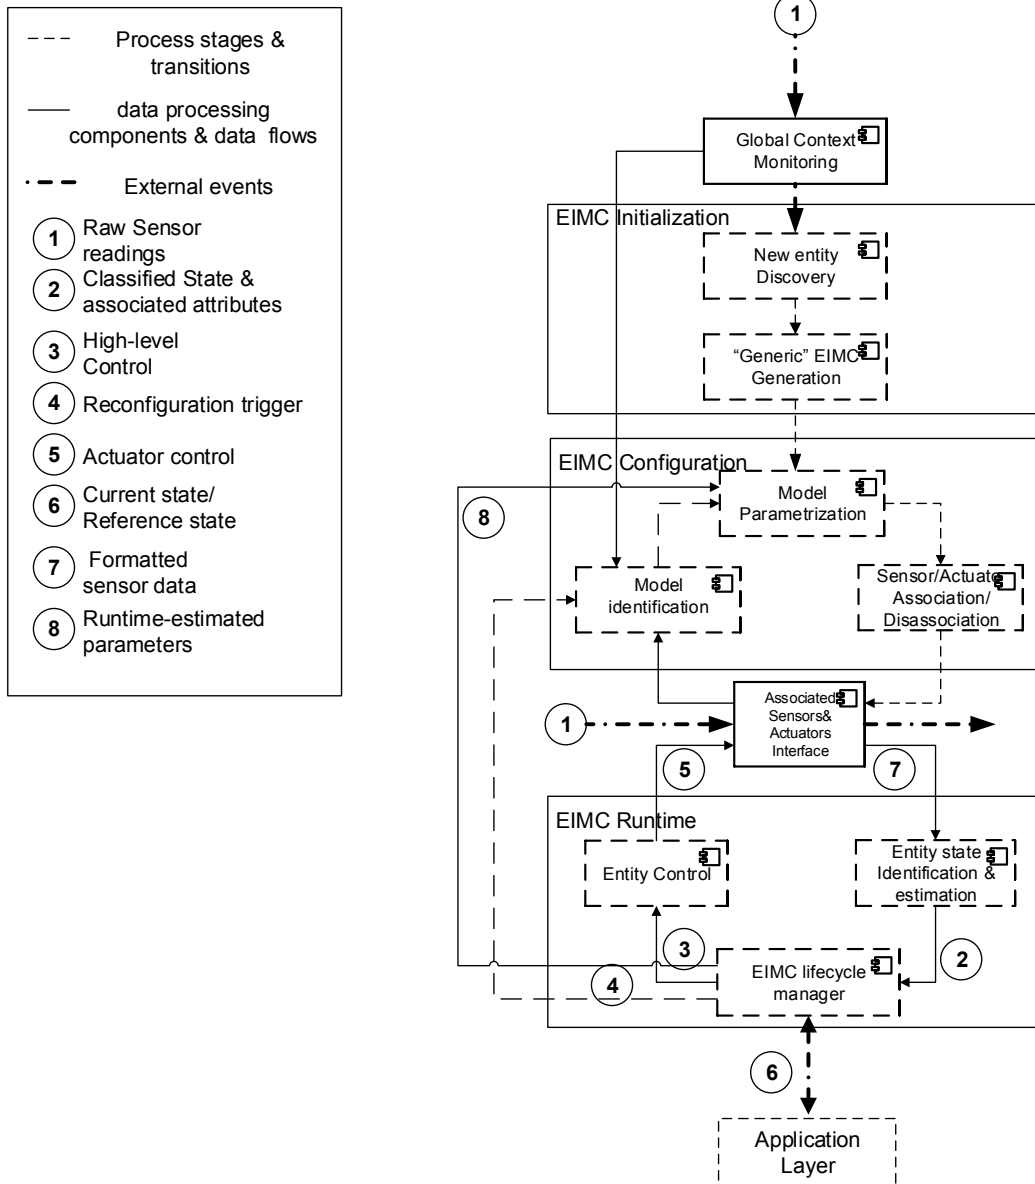 Process stages &
transitions
data processing
components & data flows
External events
1
Raw Sensor
readings
2
Classified State &
associated attributes
3
High-level
Control
4
Reconfiguration trigger
5
Actuator control
6
Current state/
Reference state
7
Formatted
sensor data
8
Runtime-estimated
parameters
1
Global Context
Monitoring
EIMC Initialization
New entity
Discovery
“Generic” EIMC
Generation
EIMC Configuration
Model
Parametrization
8
Model
identification
Sensor/Actuator
Association/
Disassociation
1
Associated
Sensors&
Actuators
Interface
5
7
EIMC Runtime
Entity Control
Entity state
Identification &
estimation
3
2
4
EIMC lifecycle
manager
6
Application
Layer